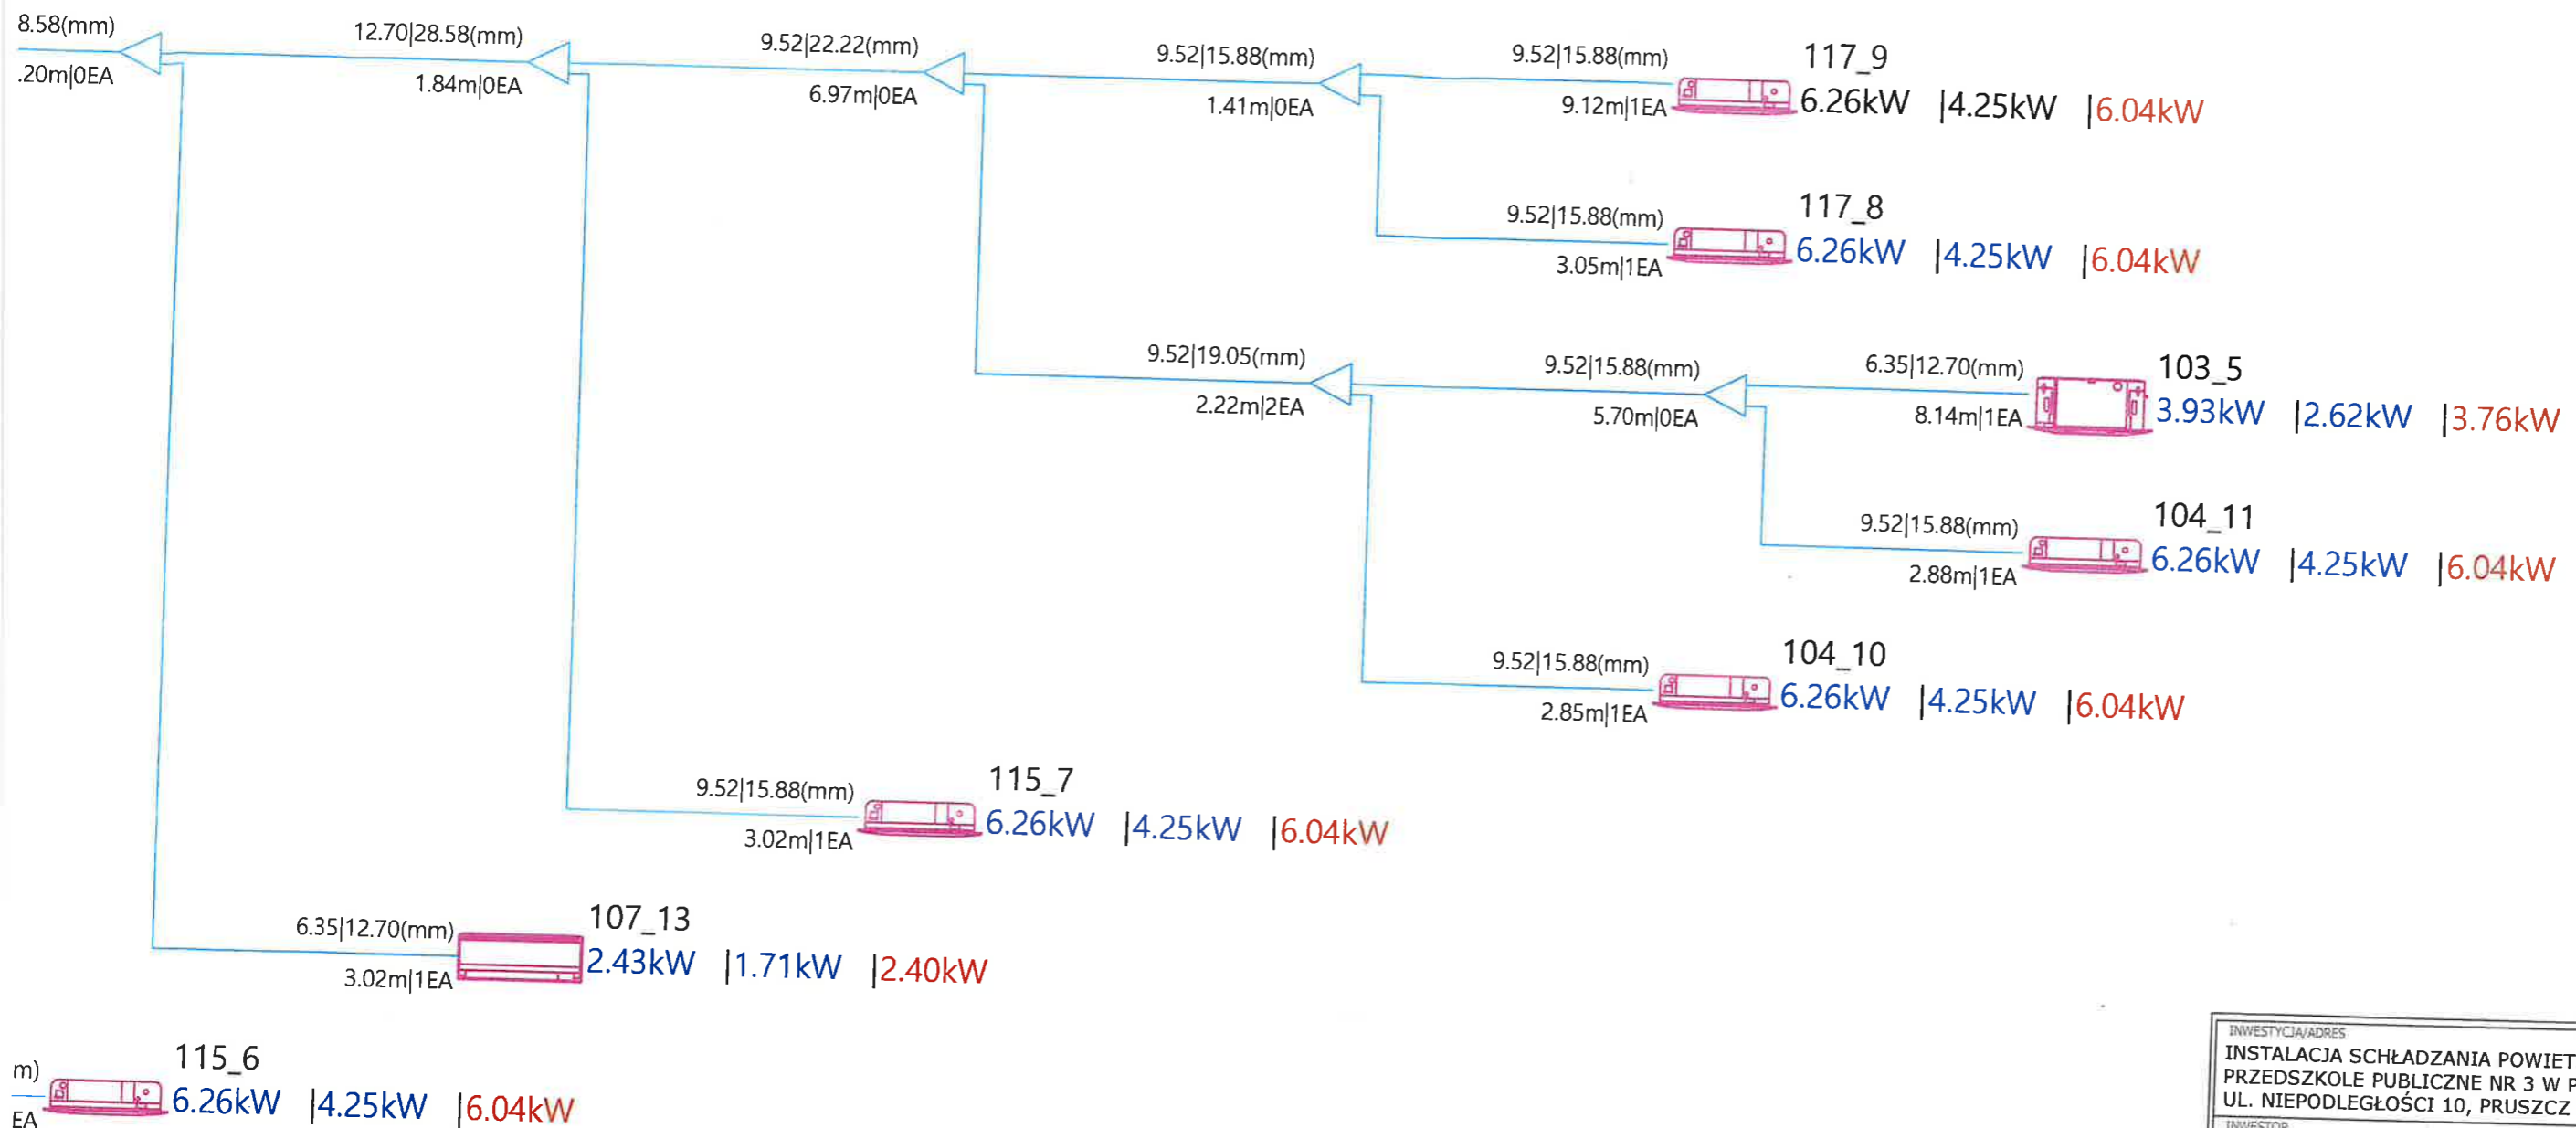 8.58(mm)
.20m|0EA
12.70|28.58(mm)
1.84m|0EA
9.52|22.22(mm)
6.97m|0EA
9.52|15.88(mm)
1.41m|0EA
9.52|15.88(mm)
9.12m|1EA
117_9
6.26kW |4.25kW |6.04kW
9.52|15.88(mm)
3.05m|1EA
117_8
6.26kW |4.25kW |6.04kW
9.52|19.05(mm)
2.22m|2EA
9.52|15.88(mm)
5.70m|0EA
6.35|12.70(mm)
8.14m|1EA
103_5
3.93kW |2.62kW |3.76kW
9.52|15.88(mm)
2.88m|1EA
104_11
6.26kW |4.25kW |6.04kW
9.52|15.88(mm)
2.85m|1EA
104_10
6.26kW |4.25kW |6.04kW
9.52|15.88(mm)
3.02m|1EA
115_7
6.26kW |4.25kW |6.04kW
6.35|12.70(mm)
3.02m|1EA
107_13
2.43kW |1.71kW |2.40kW
m)
EA
115_6
6.26kW |4.25kW |6.04kW
INWESTYCJA/ADRES
INSTALACJA SCHŁADZANIA POWIET
PRZEDSZKOLE PUBLICZNE NR 3 W P
UL. NIEPODLEGŁOŚCI 10, PRUSZCZ
INWESTOR